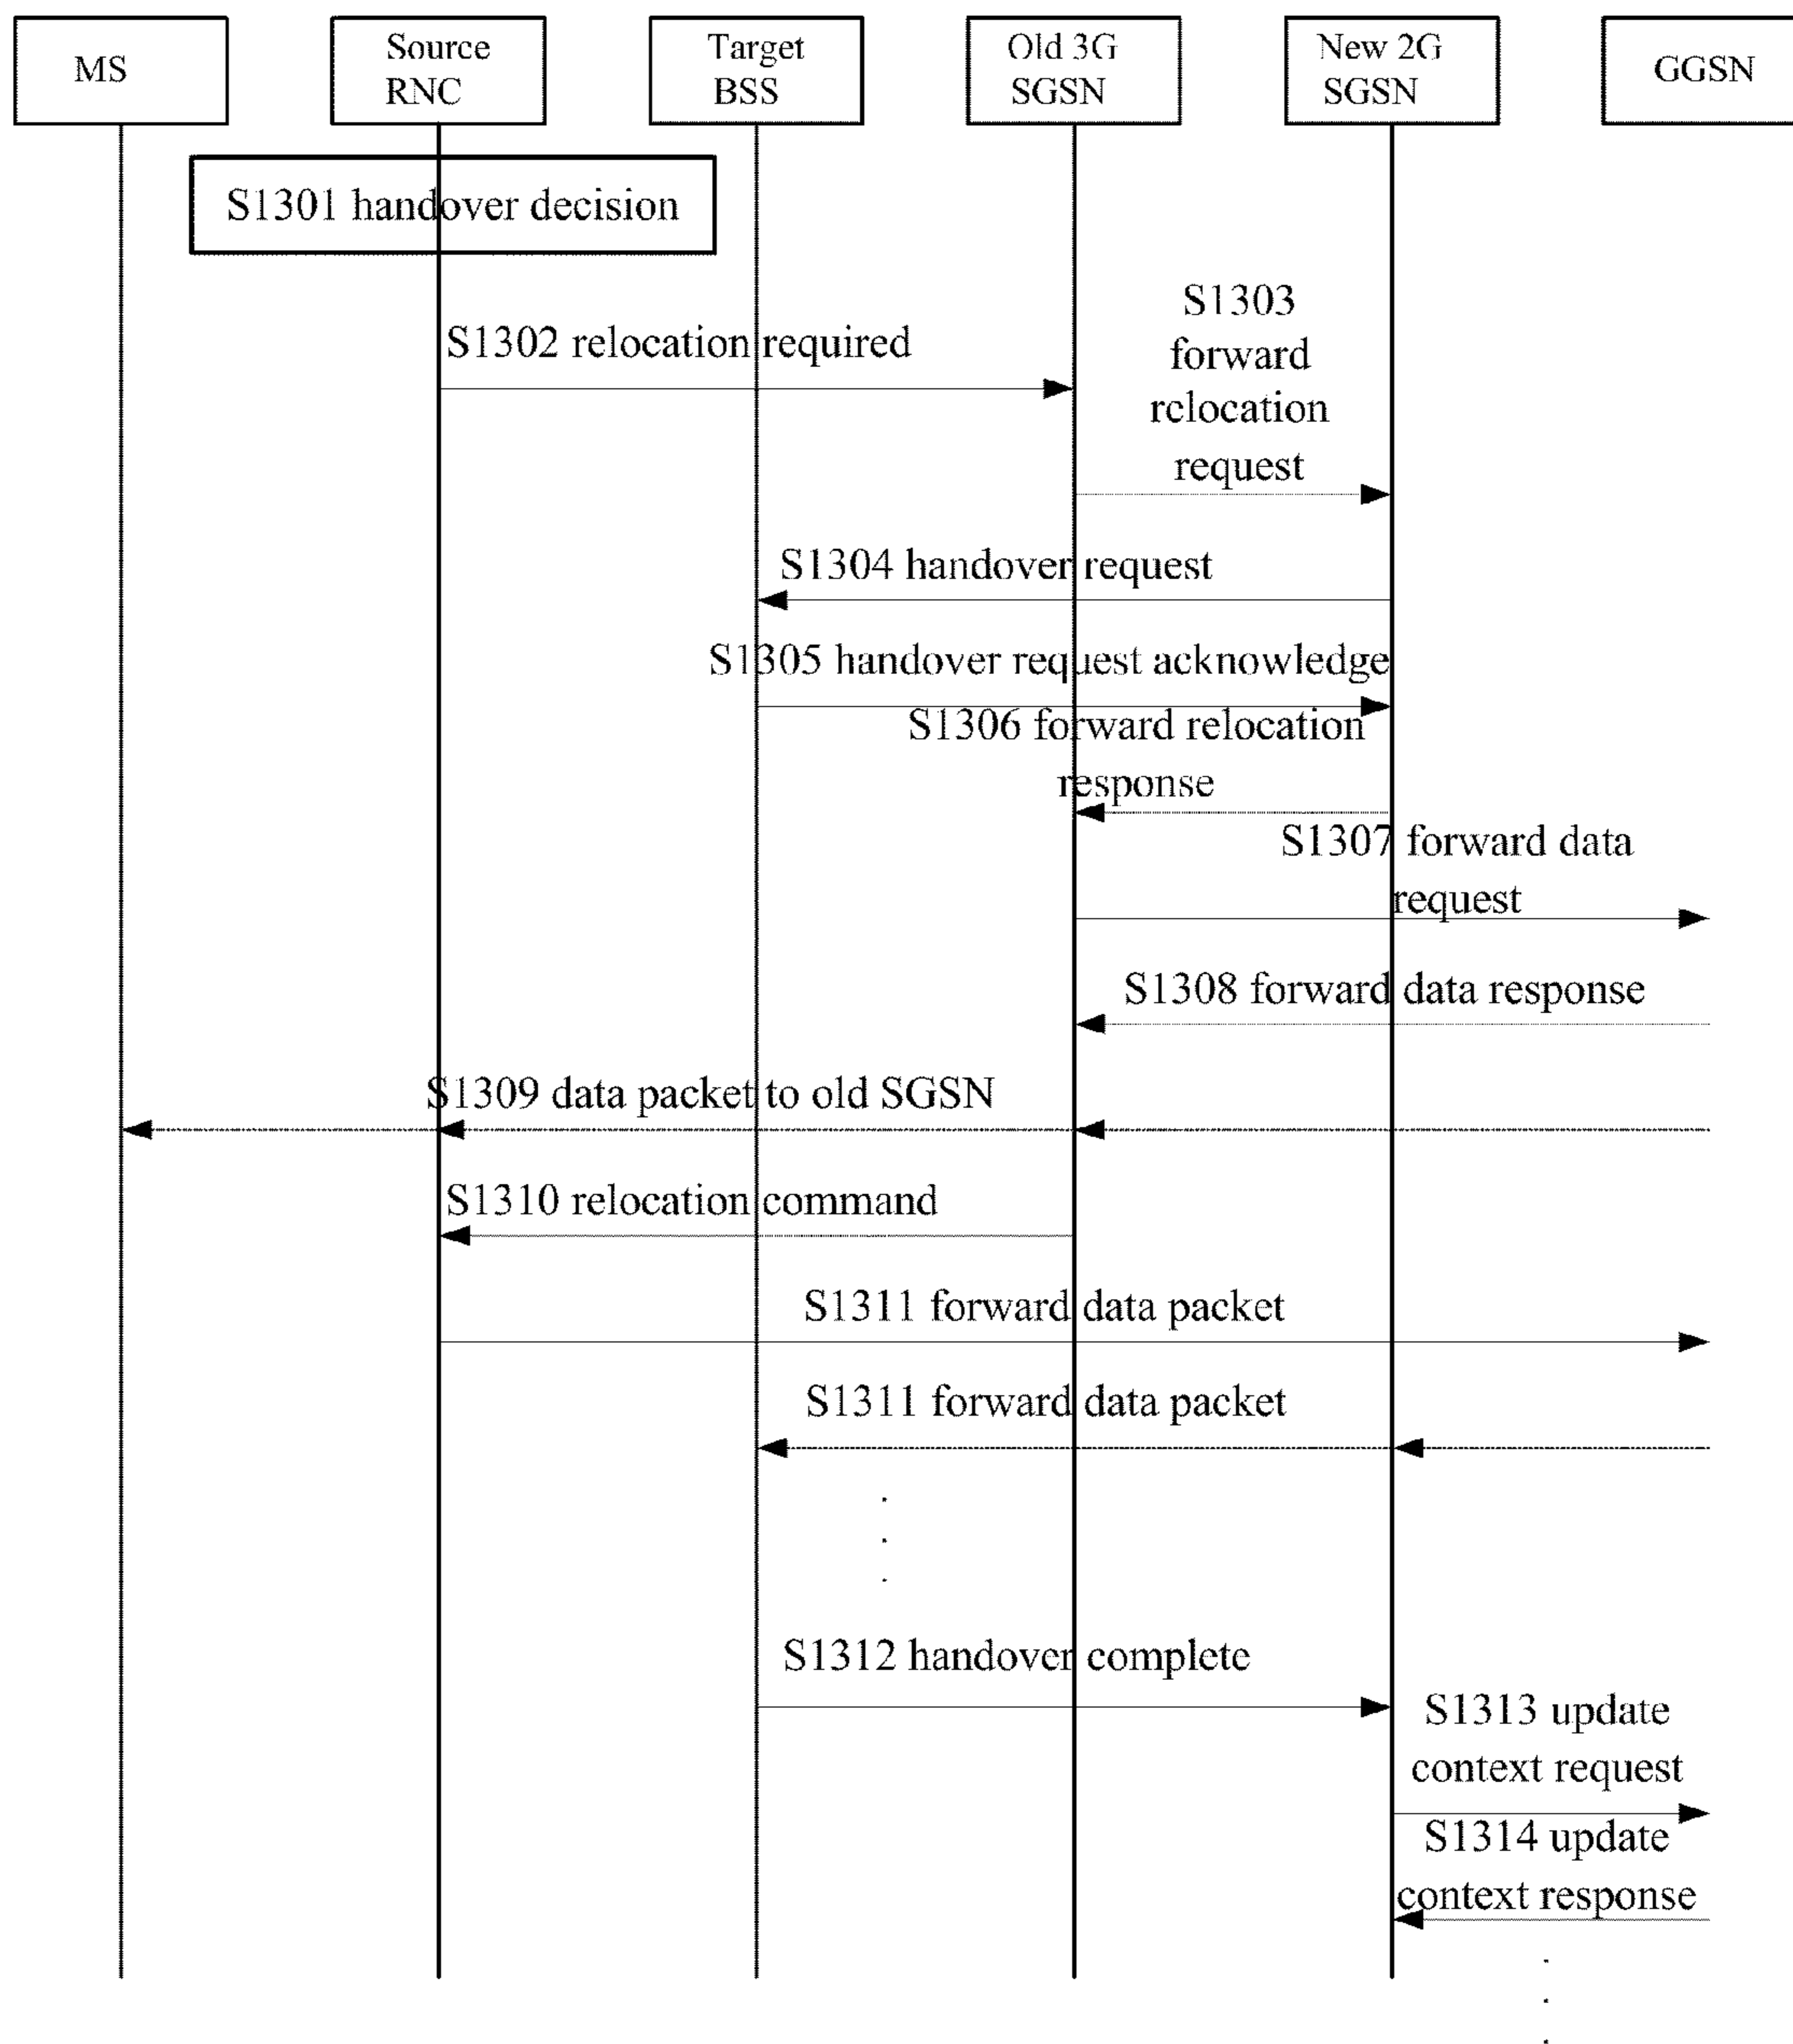 MS
Source
RNC
Target
BSS
Old 3G
SGSN
New 2G
SGSN
GGSN
S1301 handover decision
S1302 relocation required
S1303
forward
relocation
request
S1304 handover request
S1305 handover request acknowledge
S1306 forward relocation
response
S1307 forward data
request
S1308 forward data response
S1309 data packet to old SGSN
S1310 relocation command
S1311 forward data packet
S1311 forward data packet
S1312 handover complete
S1313 update
context request
S1314 update
context response